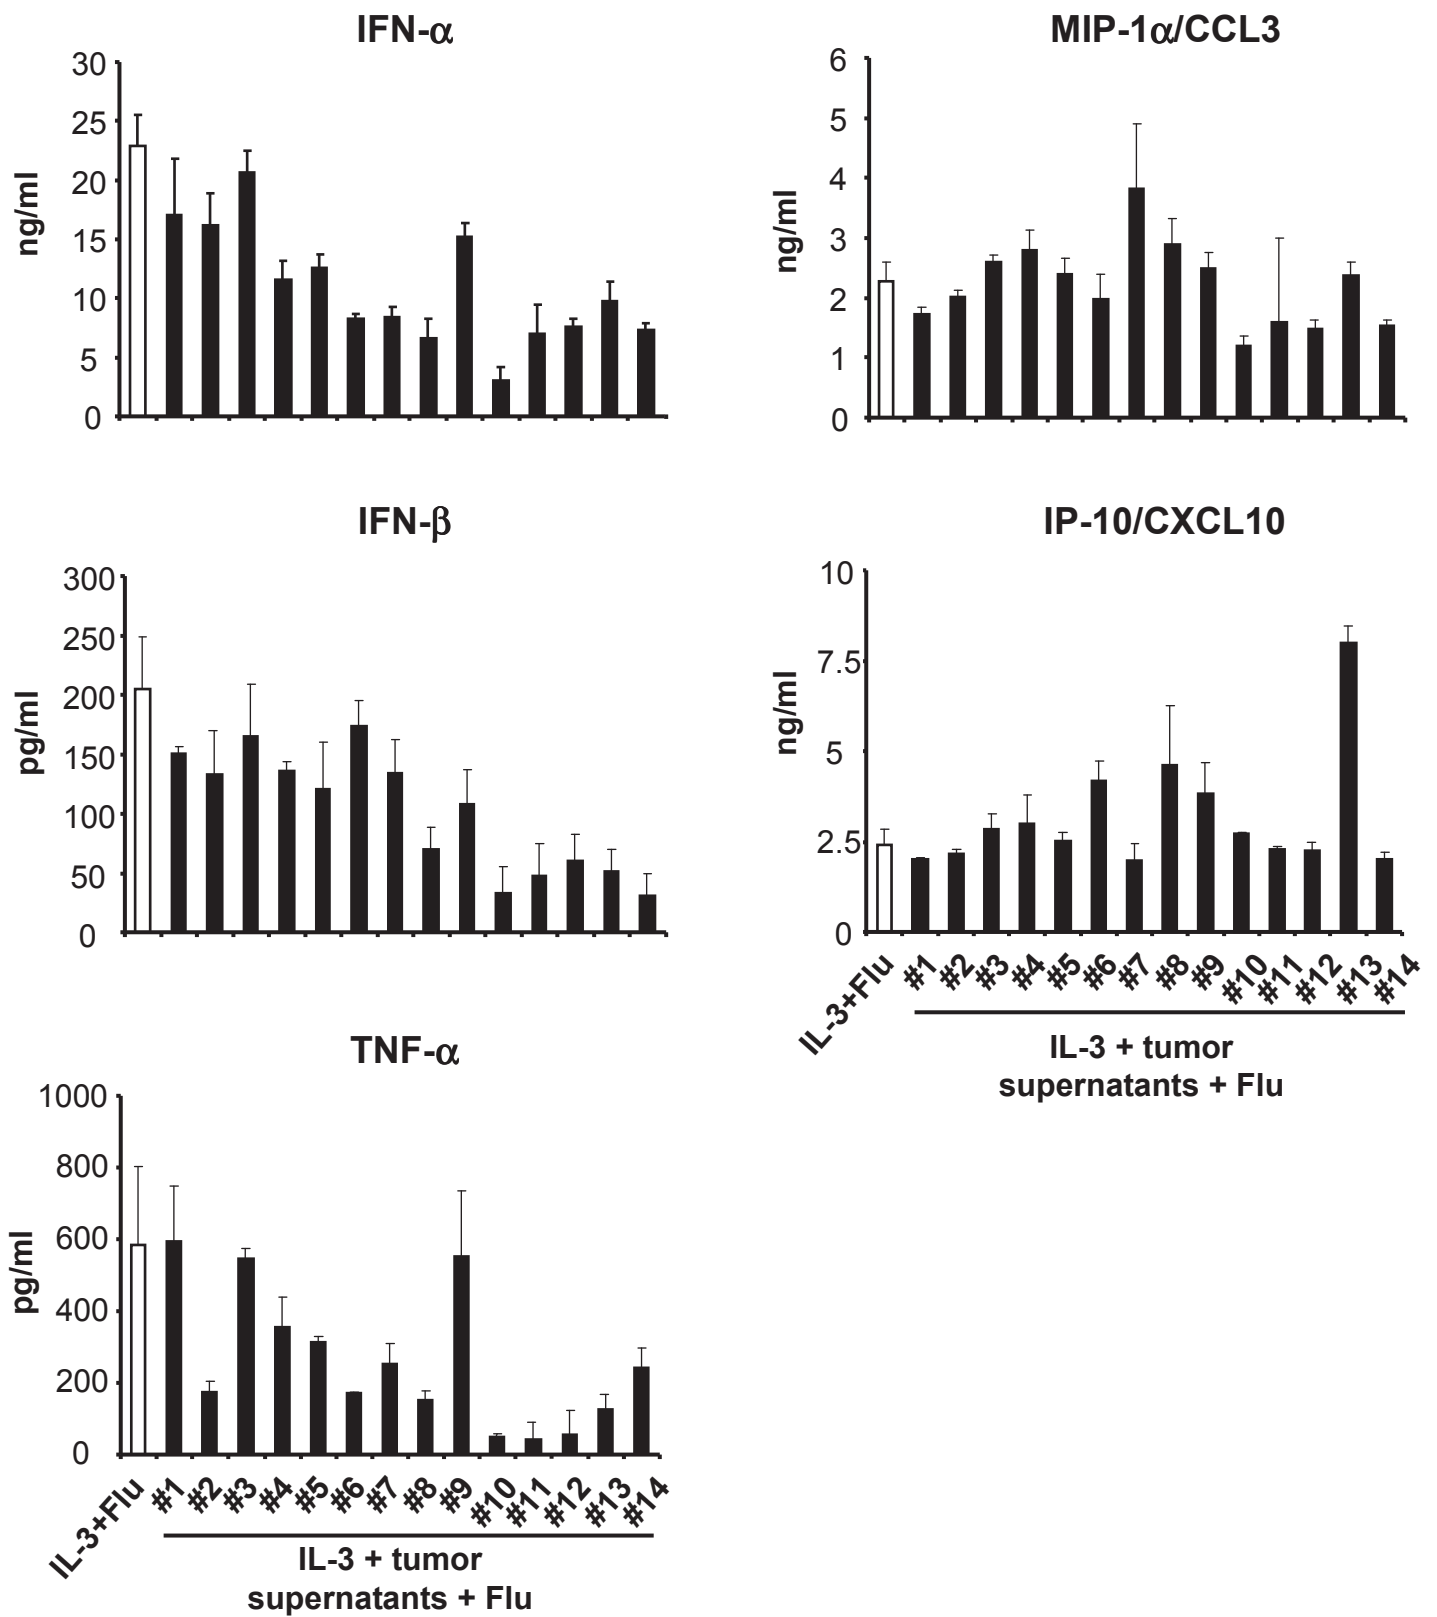 IFN-α
30
25
20
15
10
5
0
ng/ml
MIP-1α/CCL3
6
5
4
3
2
1
0
ng/ml
IFN-β
300
250
200
150
100
50
0
pg/ml
IP-10/CXCL10
10
7.5
5
2.5
0
ng/ml
IL-3+Flu #1 #2 #3 #4 #5 #6 #7 #8 #9 #10 #11 #12 #13 #14
IL-3 + tumor
supernatants + Flu
TNF-α
1000
800
600
400
200
0
pg/ml
IL-3+Flu #1 #2 #3 #4 #5 #6 #7 #8 #9 #10 #11 #12 #13 #14
IL-3 + tumor
supernatants + Flu